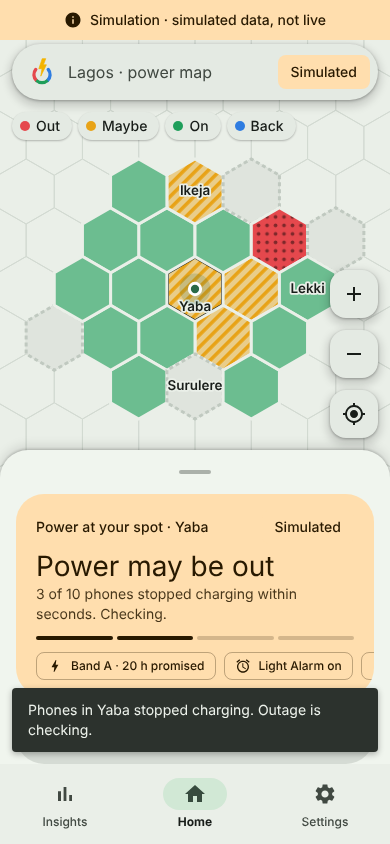 Simulation · simulated data, not live
Lagos · power map
Simulated
Out
Maybe
On
Back
Ikeja
Lekki
Yaba
Surulere
Power at your spot · Yaba
Simulated
Power may be out
3 of 10 phones stopped charging within
seconds. Checking.
Band A · 20 h promised
Light Alarm on
Phones in Yaba stopped charging. Outage is
checking.
Insights
Home
Settings